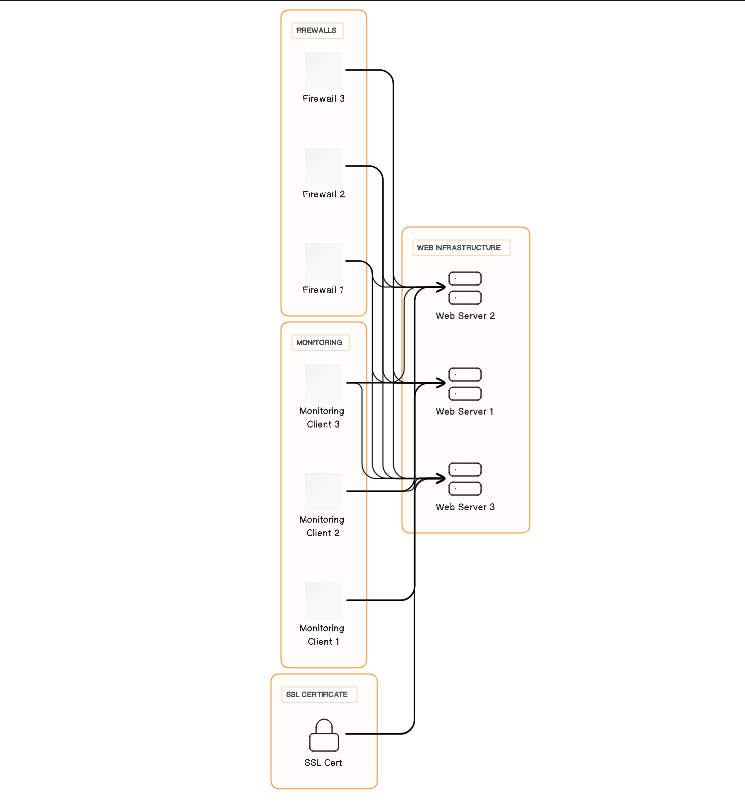 FIREWALLS
Firewall 3
Firewall 2
Firewall 1
WEB INFRASTRUCTURE
Web Server 2
Web Server 1
Web Server 3
MONITORING
Monitoring
Client 3
Monitoring
Client 2
Monitoring
Client 1
SSL CERTIFICATE
SSL Cert